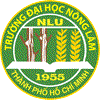 TRƯỜNG ĐẠI HỌC NÔNG LÂM
NLU
1955
THÀNH PHỐ HỒ CHÍ MINH